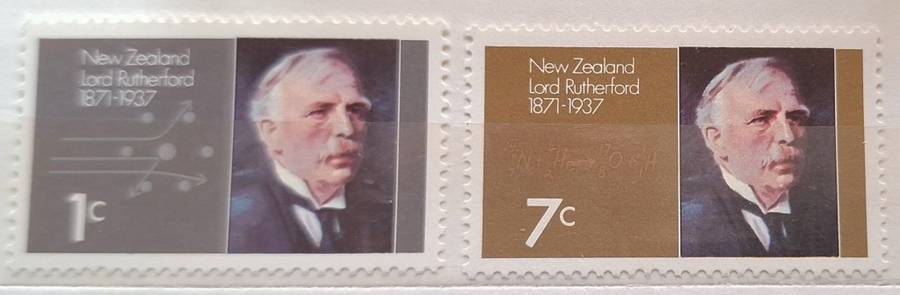 New Zealand
Lord Rutherford
1871-1937
1c
New Zealand
Lord Rutherford
1871-1937
7c